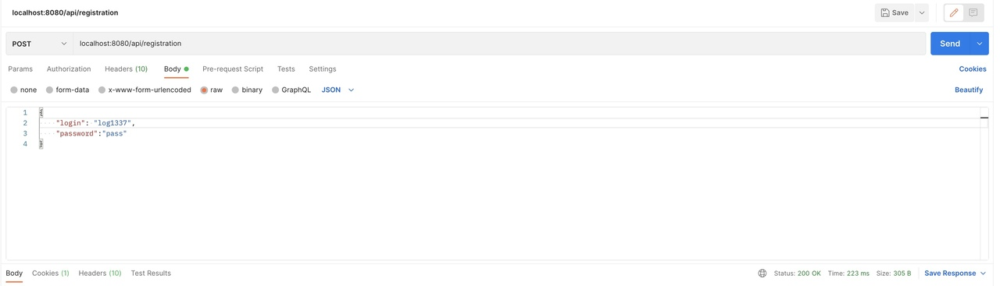 localhost:8080/api/registration
Save
POST
localhost:8080/api/registration
Send
Params Authorization Headers (10) Body Pre-request Script Tests Settings Cookies
none form-data x-www-form-urlencoded raw binary GraphQL JSON Beautify
1 {
2 "login": "log1337",
3 "password":"pass"
4 }
Body Cookies (1) Headers (10) Test Results Status: 200 OK Time: 223 ms Size: 305 B Save Response